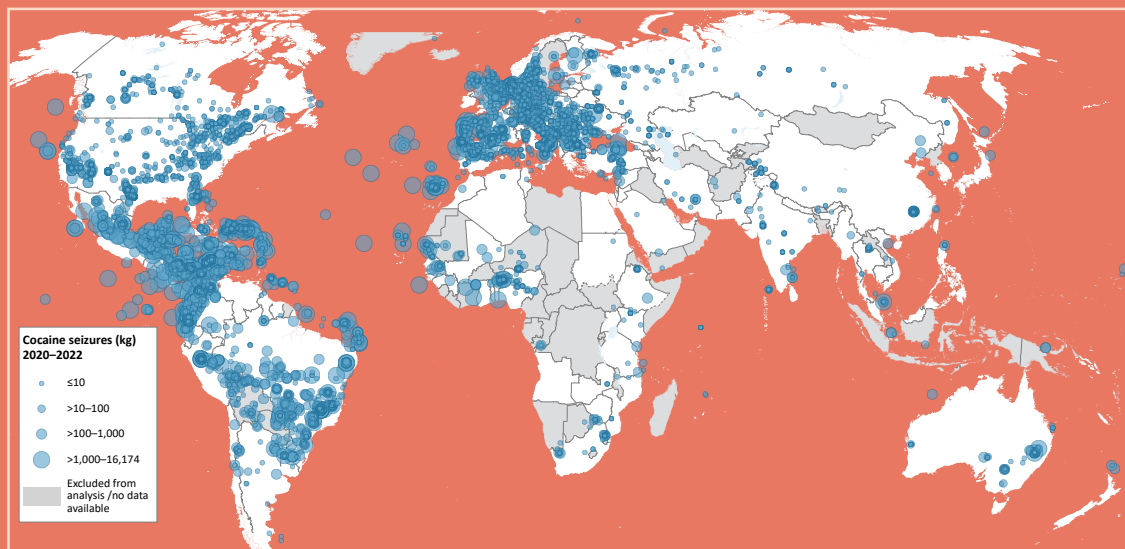 Cocaine seizures (kg)
2020–2022
≤10
>10–100
>100–1,000
>1,000–16,174
Excluded from
analysis /no data
available